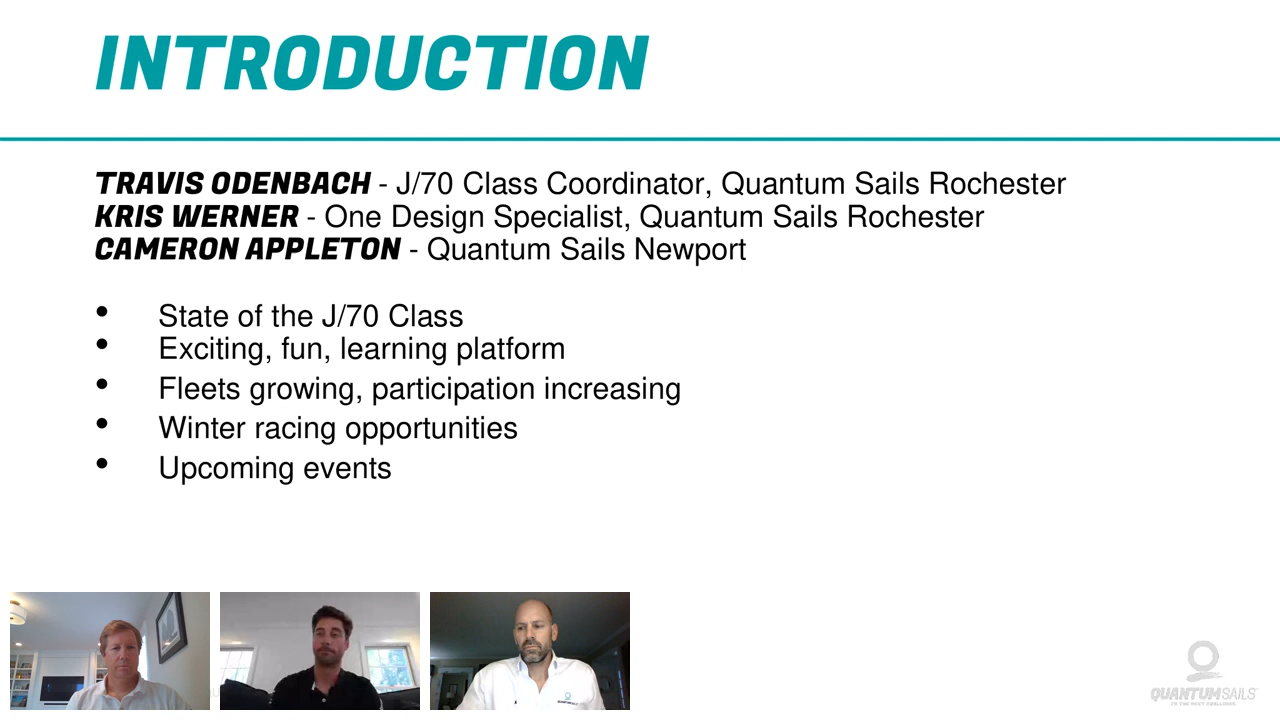 INTRODUCTION
TRAVIS ODENBACH - J/70 Class Coordinator, Quantum Sails Rochester
KRIS WERNER - One Design Specialist, Quantum Sails Rochester
CAMERON APPLETON - Quantum Sails Newport
• State of the J/70 Class
• Exciting, fun, learning platform
• Fleets growing, participation increasing
• Winter racing opportunities
• Upcoming events
QUANTUMSAILS